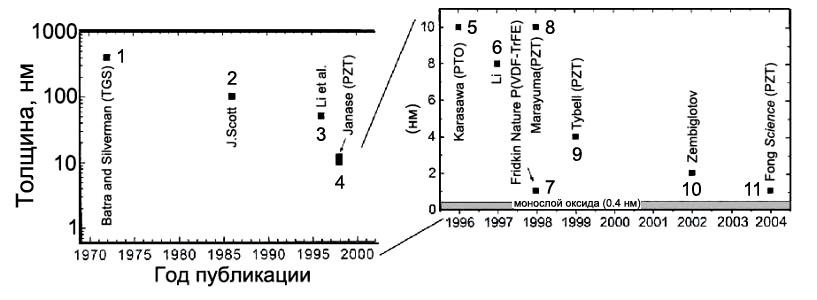 1000
100
10
1
Толщина, нм
1
Batra and Silverman (TGS)
2
J.Scott
Li et al.
3
Janase (PZT)
4
1970 1975 1980 1985 1990 1995 2000
Год публикации
10
8
6
4
2
0
(нм)
5
Karasawa (PTO)
6
Li
Fridkin Nature P(VDF-TrFE)
7
8
Marayuma(PZT)
Tybell (PZT)
9
Zembiglotov
10
Fong Science (PZT)
11
монослой оксида (0.4 нм)
1996 1997 1998 1999 2000 2001 2002 2003 2004